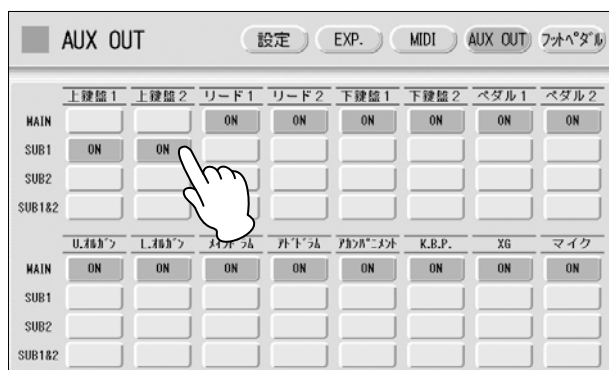 AUX OUT 設定 EXP. MIDI AUX OUT フットペダル
上鍵盤1 上鍵盤2 リード1 リード2 下鍵盤1 下鍵盤2 ペダル1 ペダル2
MAIN ON ON ON ON ON ON
SUB1 ON ON
SUB2
SUB1&2
U.オルガン L.オルガン メインドラム アドドラム アカンパニメント K.B.P. XG マイク
MAIN ON ON ON ON ON ON ON ON
SUB1
SUB2
SUB1&2